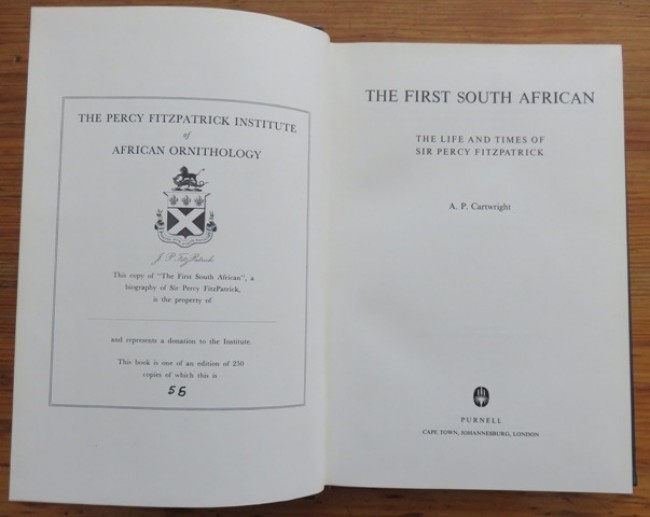 THE PERCY FITZPATRICK INSTITUTE
of
AFRICAN ORNITHOLOGY
J. P. FitzPatrick
This copy of "The First South African", a
biography of Sir Percy FitzPatrick,
is the property of
and represents a donation to the Institute.
This book is one of an edition of 250
copies of which this is
56
THE FIRST SOUTH AFRICAN
THE LIFE AND TIMES OF
SIR PERCY FITZPATRICK
A. P. Cartwright
PURNELL
CAPE TOWN, JOHANNESBURG, LONDON